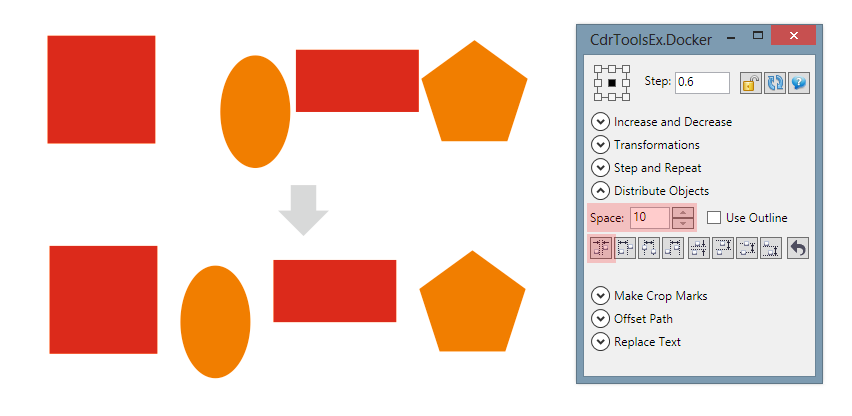 CdrToolsEx.Docker
Step: 0.6
Increase and Decrease
Transformations
Step and Repeat
Distribute Objects
Space: 10 Use Outline
Make Crop Marks
Offset Path
Replace Text